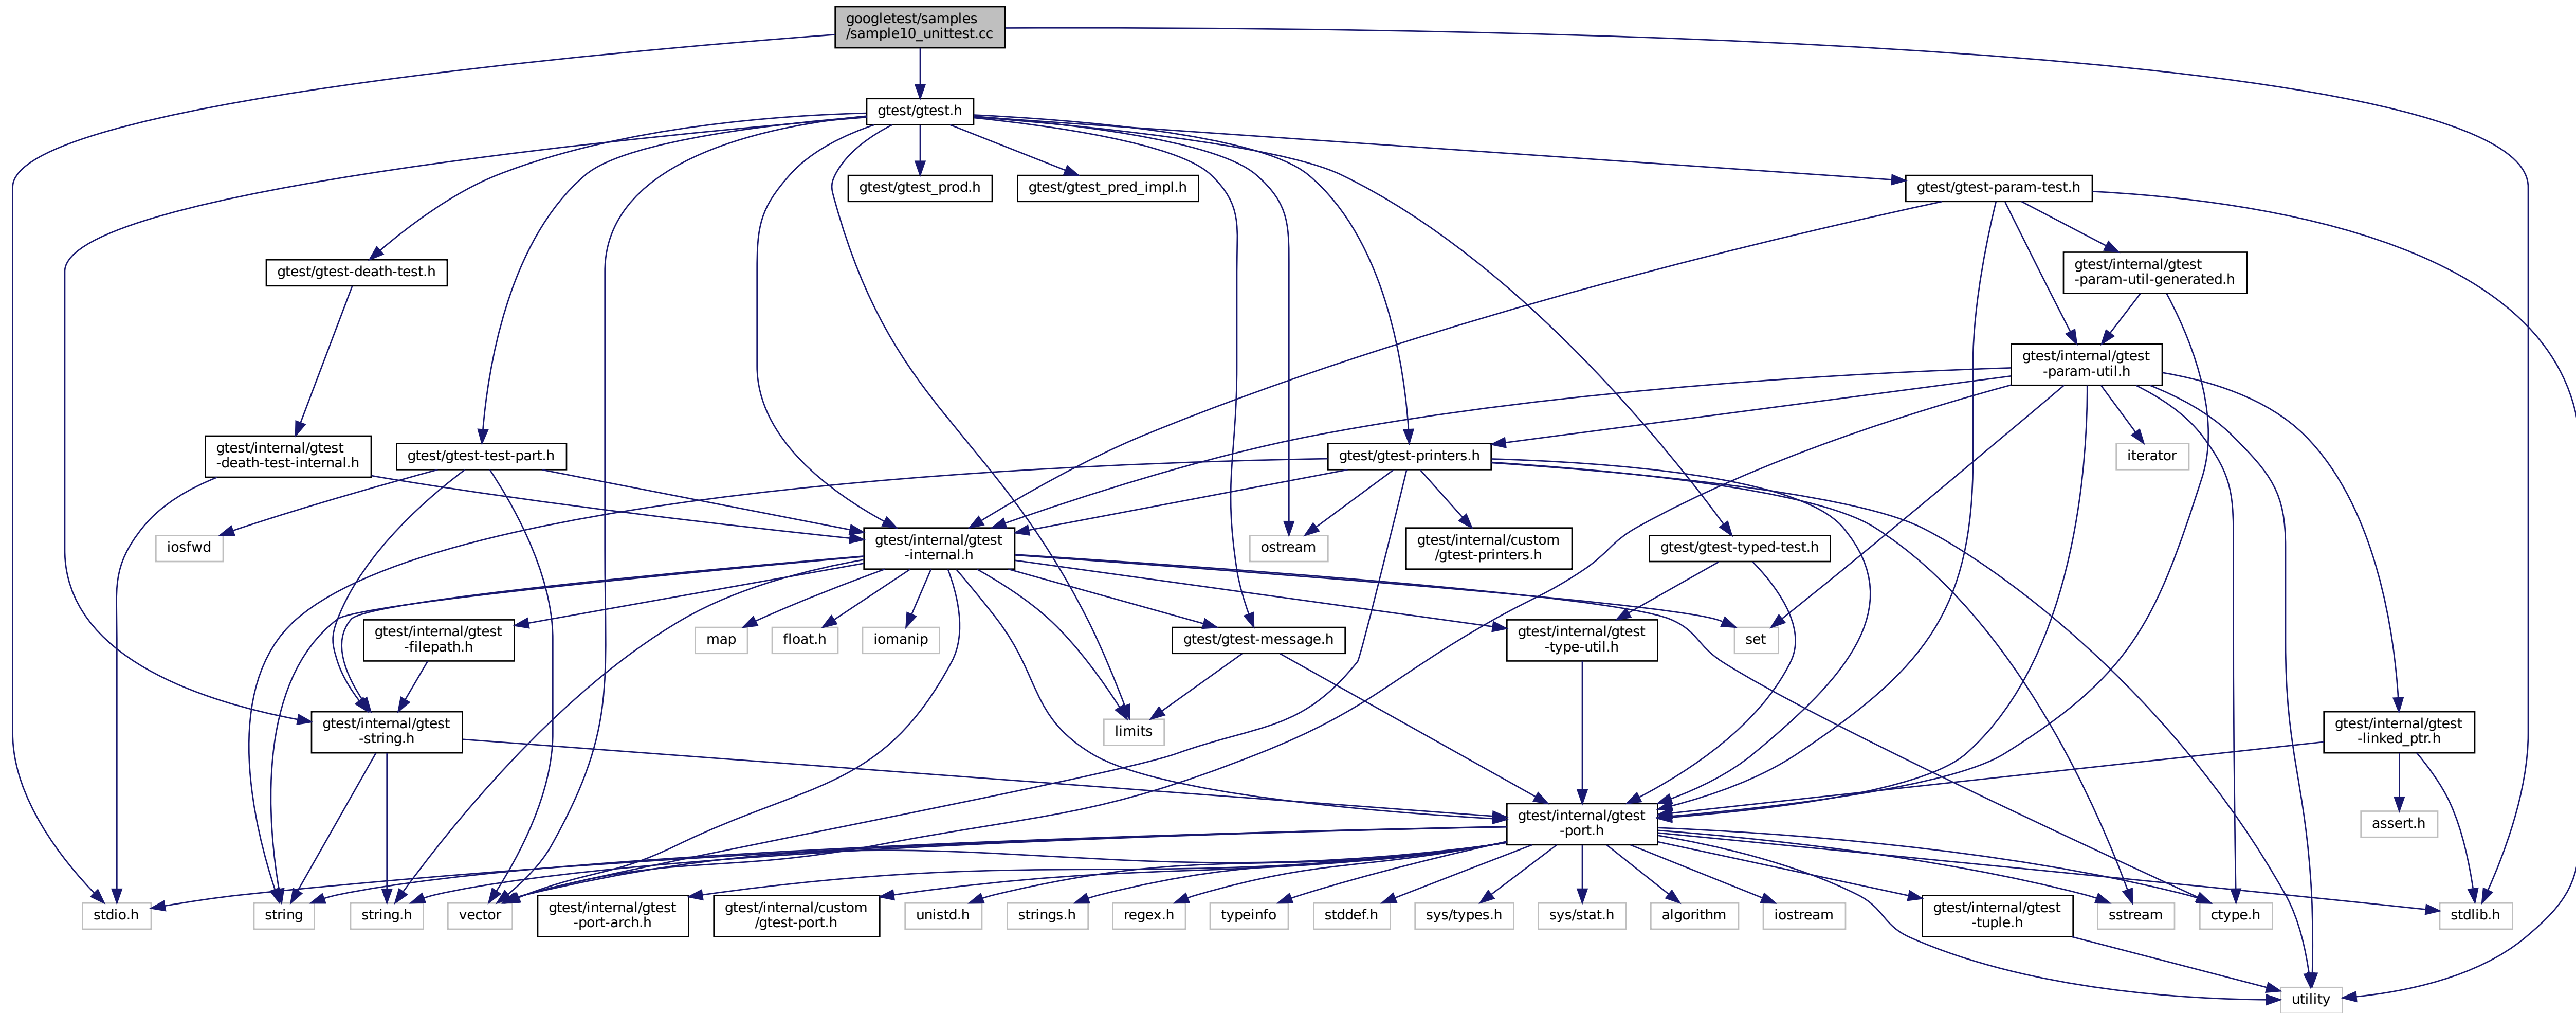 googletest/samples
/sample10_unittest.cc
gtest/gtest.h
gtest/gtest_prod.h
gtest/gtest_pred_impl.h
gtest/gtest-param-test.h
gtest/gtest-death-test.h
gtest/internal/gtest
-param-util-generated.h
gtest/internal/gtest
-param-util.h
gtest/internal/gtest
-death-test-internal.h
gtest/gtest-test-part.h
gtest/gtest-printers.h
iterator
iosfwd
gtest/internal/gtest
-internal.h
ostream
gtest/internal/custom
/gtest-printers.h
gtest/gtest-typed-test.h
gtest/internal/gtest
-filepath.h
map
float.h
iomanip
gtest/gtest-message.h
gtest/internal/gtest
-type-util.h
set
gtest/internal/gtest
-string.h
limits
gtest/internal/gtest
-linked_ptr.h
gtest/internal/gtest
-port.h
assert.h
stdio.h
string
string.h
vector
gtest/internal/gtest
-port-arch.h
gtest/internal/custom
/gtest-port.h
unistd.h
strings.h
regex.h
typeinfo
stddef.h
sys/types.h
sys/stat.h
algorithm
iostream
gtest/internal/gtest
-tuple.h
sstream
ctype.h
stdlib.h
utility